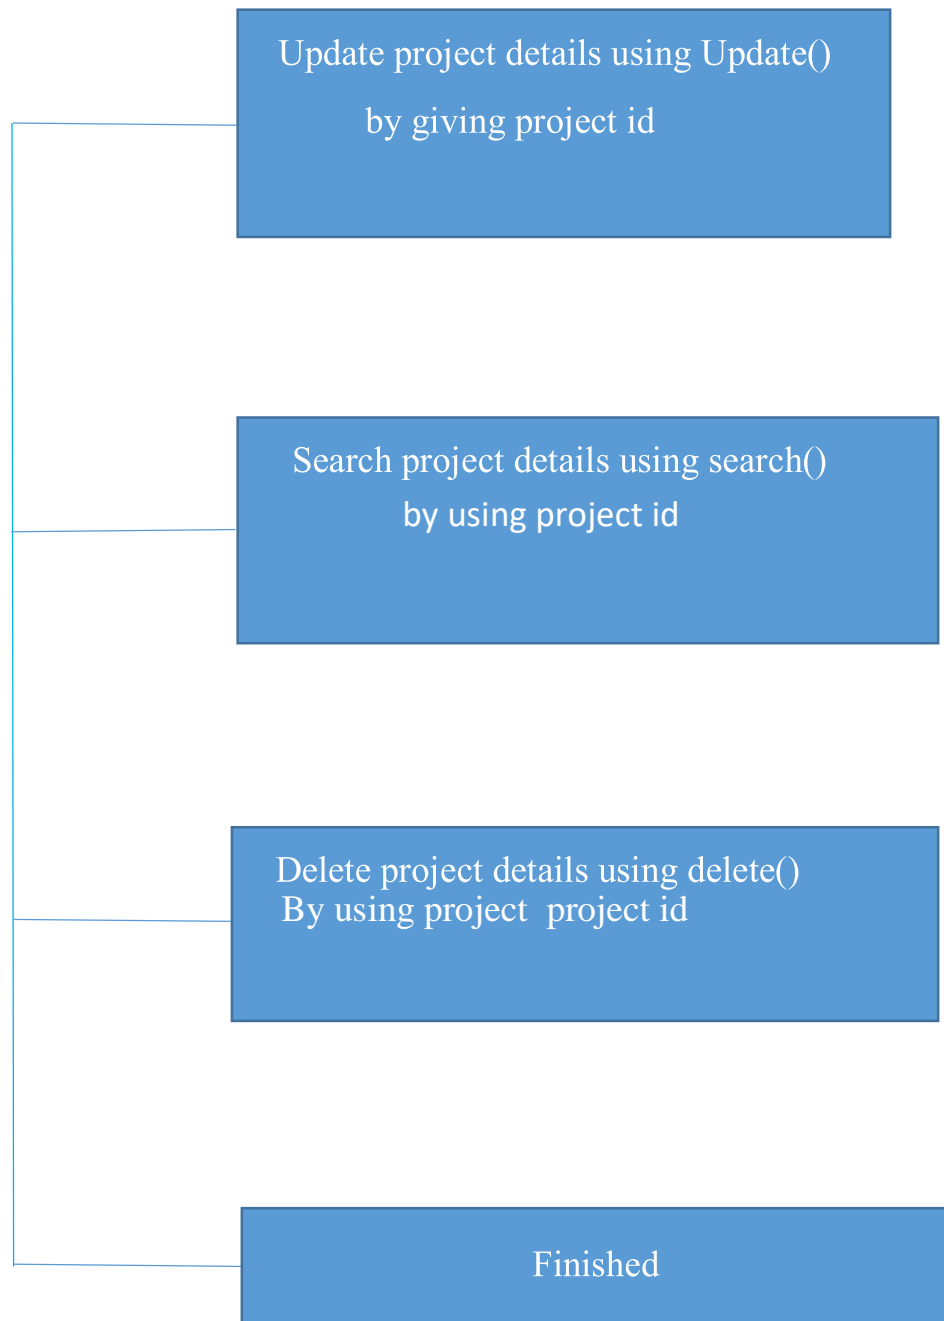 Update project details using Update()
by giving project id
Search project details using search()
by using project id
Delete project details using delete()
By using project  project id
Finished